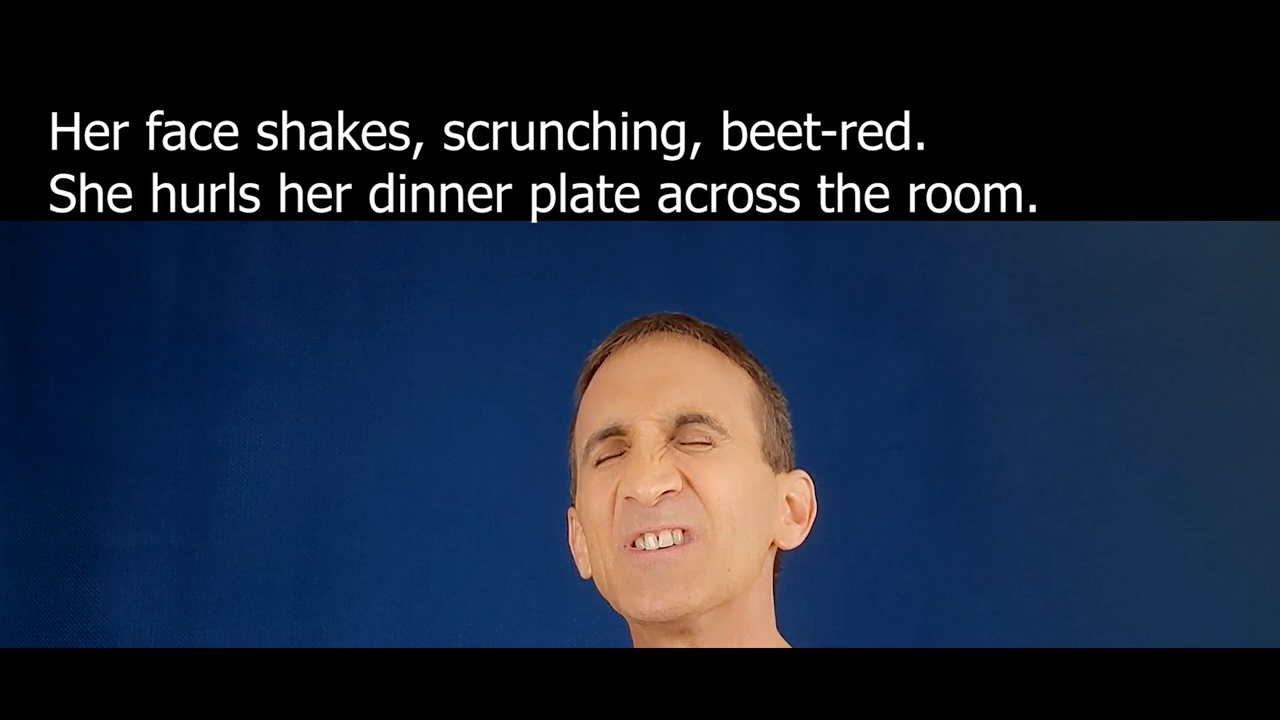 Her face shakes, scrunching, beet-red.
She hurls her dinner plate across the room.